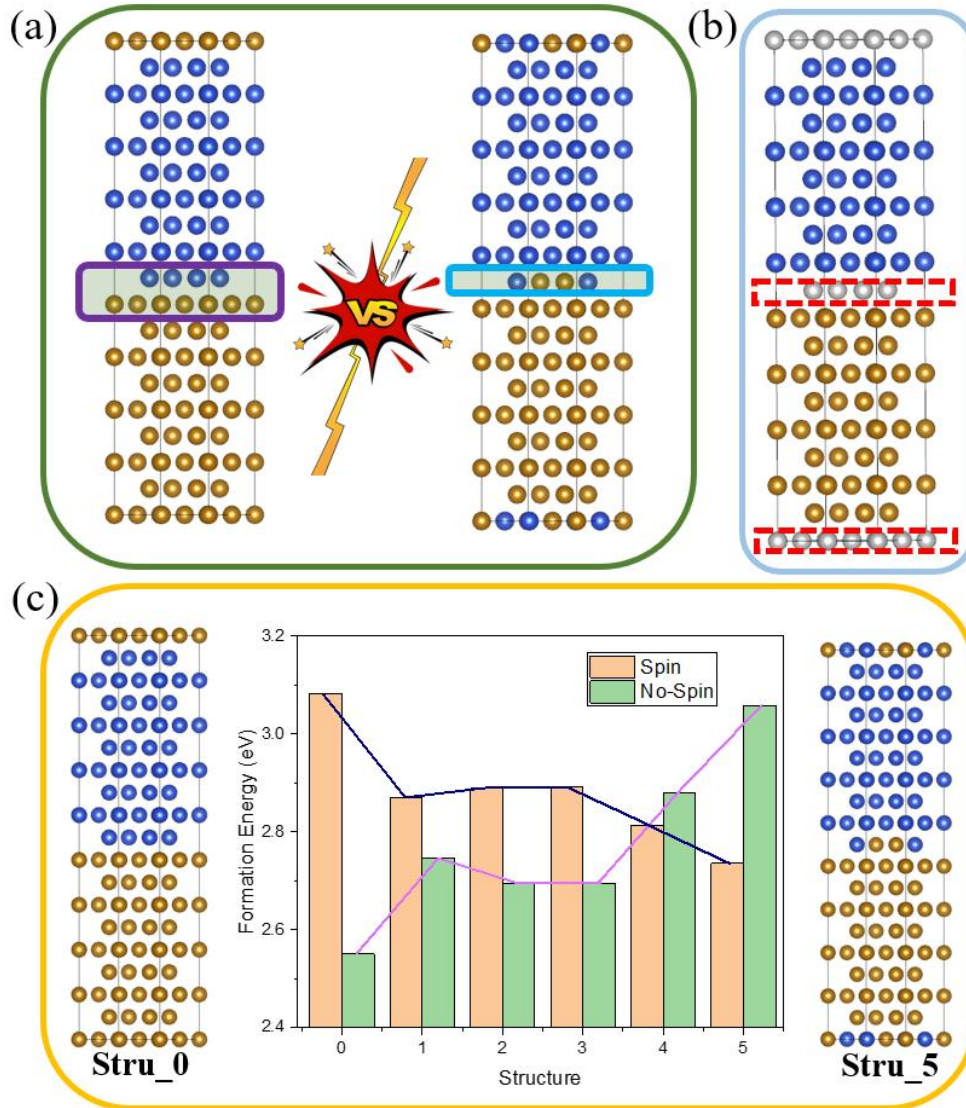 (a)
VS
(b)
(c)
Stru_0
Formation Energy (eV)
3.2
3.0
2.8
2.6
2.4
Spin
No-Spin
0 1 2 3 4 5
Structure
Stru_5